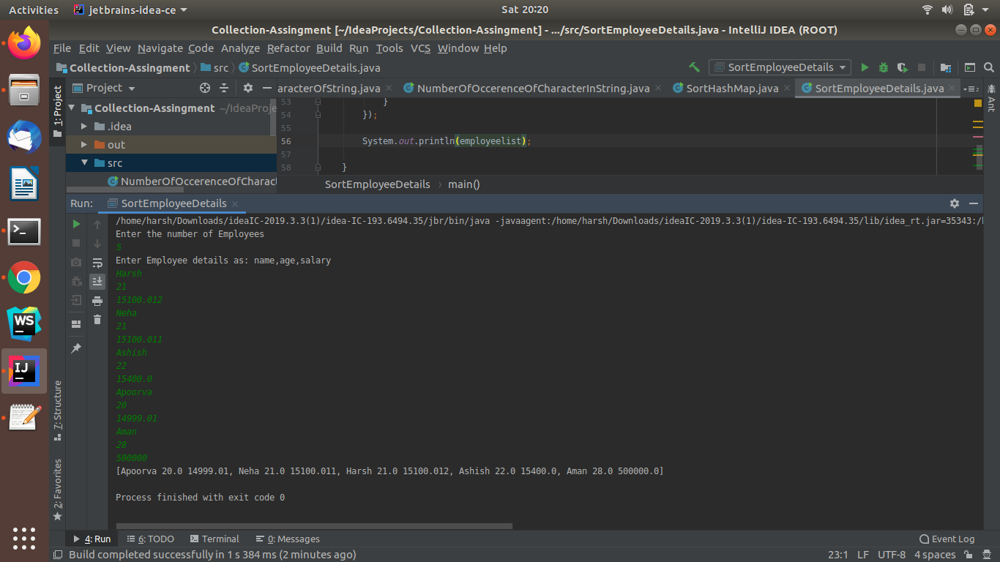 Activities jetbrains-idea-ce Sat 20:20
Collection-Assingment [~/IdeaProjects/Collection-Assingment] - .../src/SortEmployeeDetails.java - IntelliJ IDEA (ROOT)
File Edit View Navigate Code Analyze Refactor Build Run Tools VCS Window Help
Collection-Assingment src SortEmployeeDetails.java SortEmployeeDetails
1: Project
Project
aracterOfString.java NumberOfOccerenceOfCharacterInString.java SortHashMap.java SortEmployeeDetails.java
Ant
Collection-Assingment ~/IdeaProje
.idea
out
src
NumberOfOccerenceOfCharact
53 }
54 });
55
56 System.out.println(employeelist);
57
58 }
SortEmployeeDetails › main()
Run: SortEmployeeDetails
/home/harsh/Downloads/ideaIC-2019.3.3(1)/idea-IC-193.6494.35/jbr/bin/java -javaagent:/home/harsh/Downloads/ideaIC-2019.3.3(1)/idea-IC-193.6494.35/lib/idea_rt.jar=35343:/
Enter the number of Employees
5
Enter Employee details as: name,age,salary
Harsh
21
15100.012
Neha
21
15100.011
Ashish
22
15400.0
Apoorva
20
14999.01
Aman
28
500000
[Apoorva 20.0 14999.01, Neha 21.0 15100.011, Harsh 21.0 15100.012, Ashish 22.0 15400.0, Aman 28.0 500000.0]
Process finished with exit code 0
7: Structure
2: Favorites
WS
IJ
4: Run 6: TODO Terminal 0: Messages Event Log
Build completed successfully in 1 s 384 ms (2 minutes ago) 23:1 LF UTF-8 4 spaces